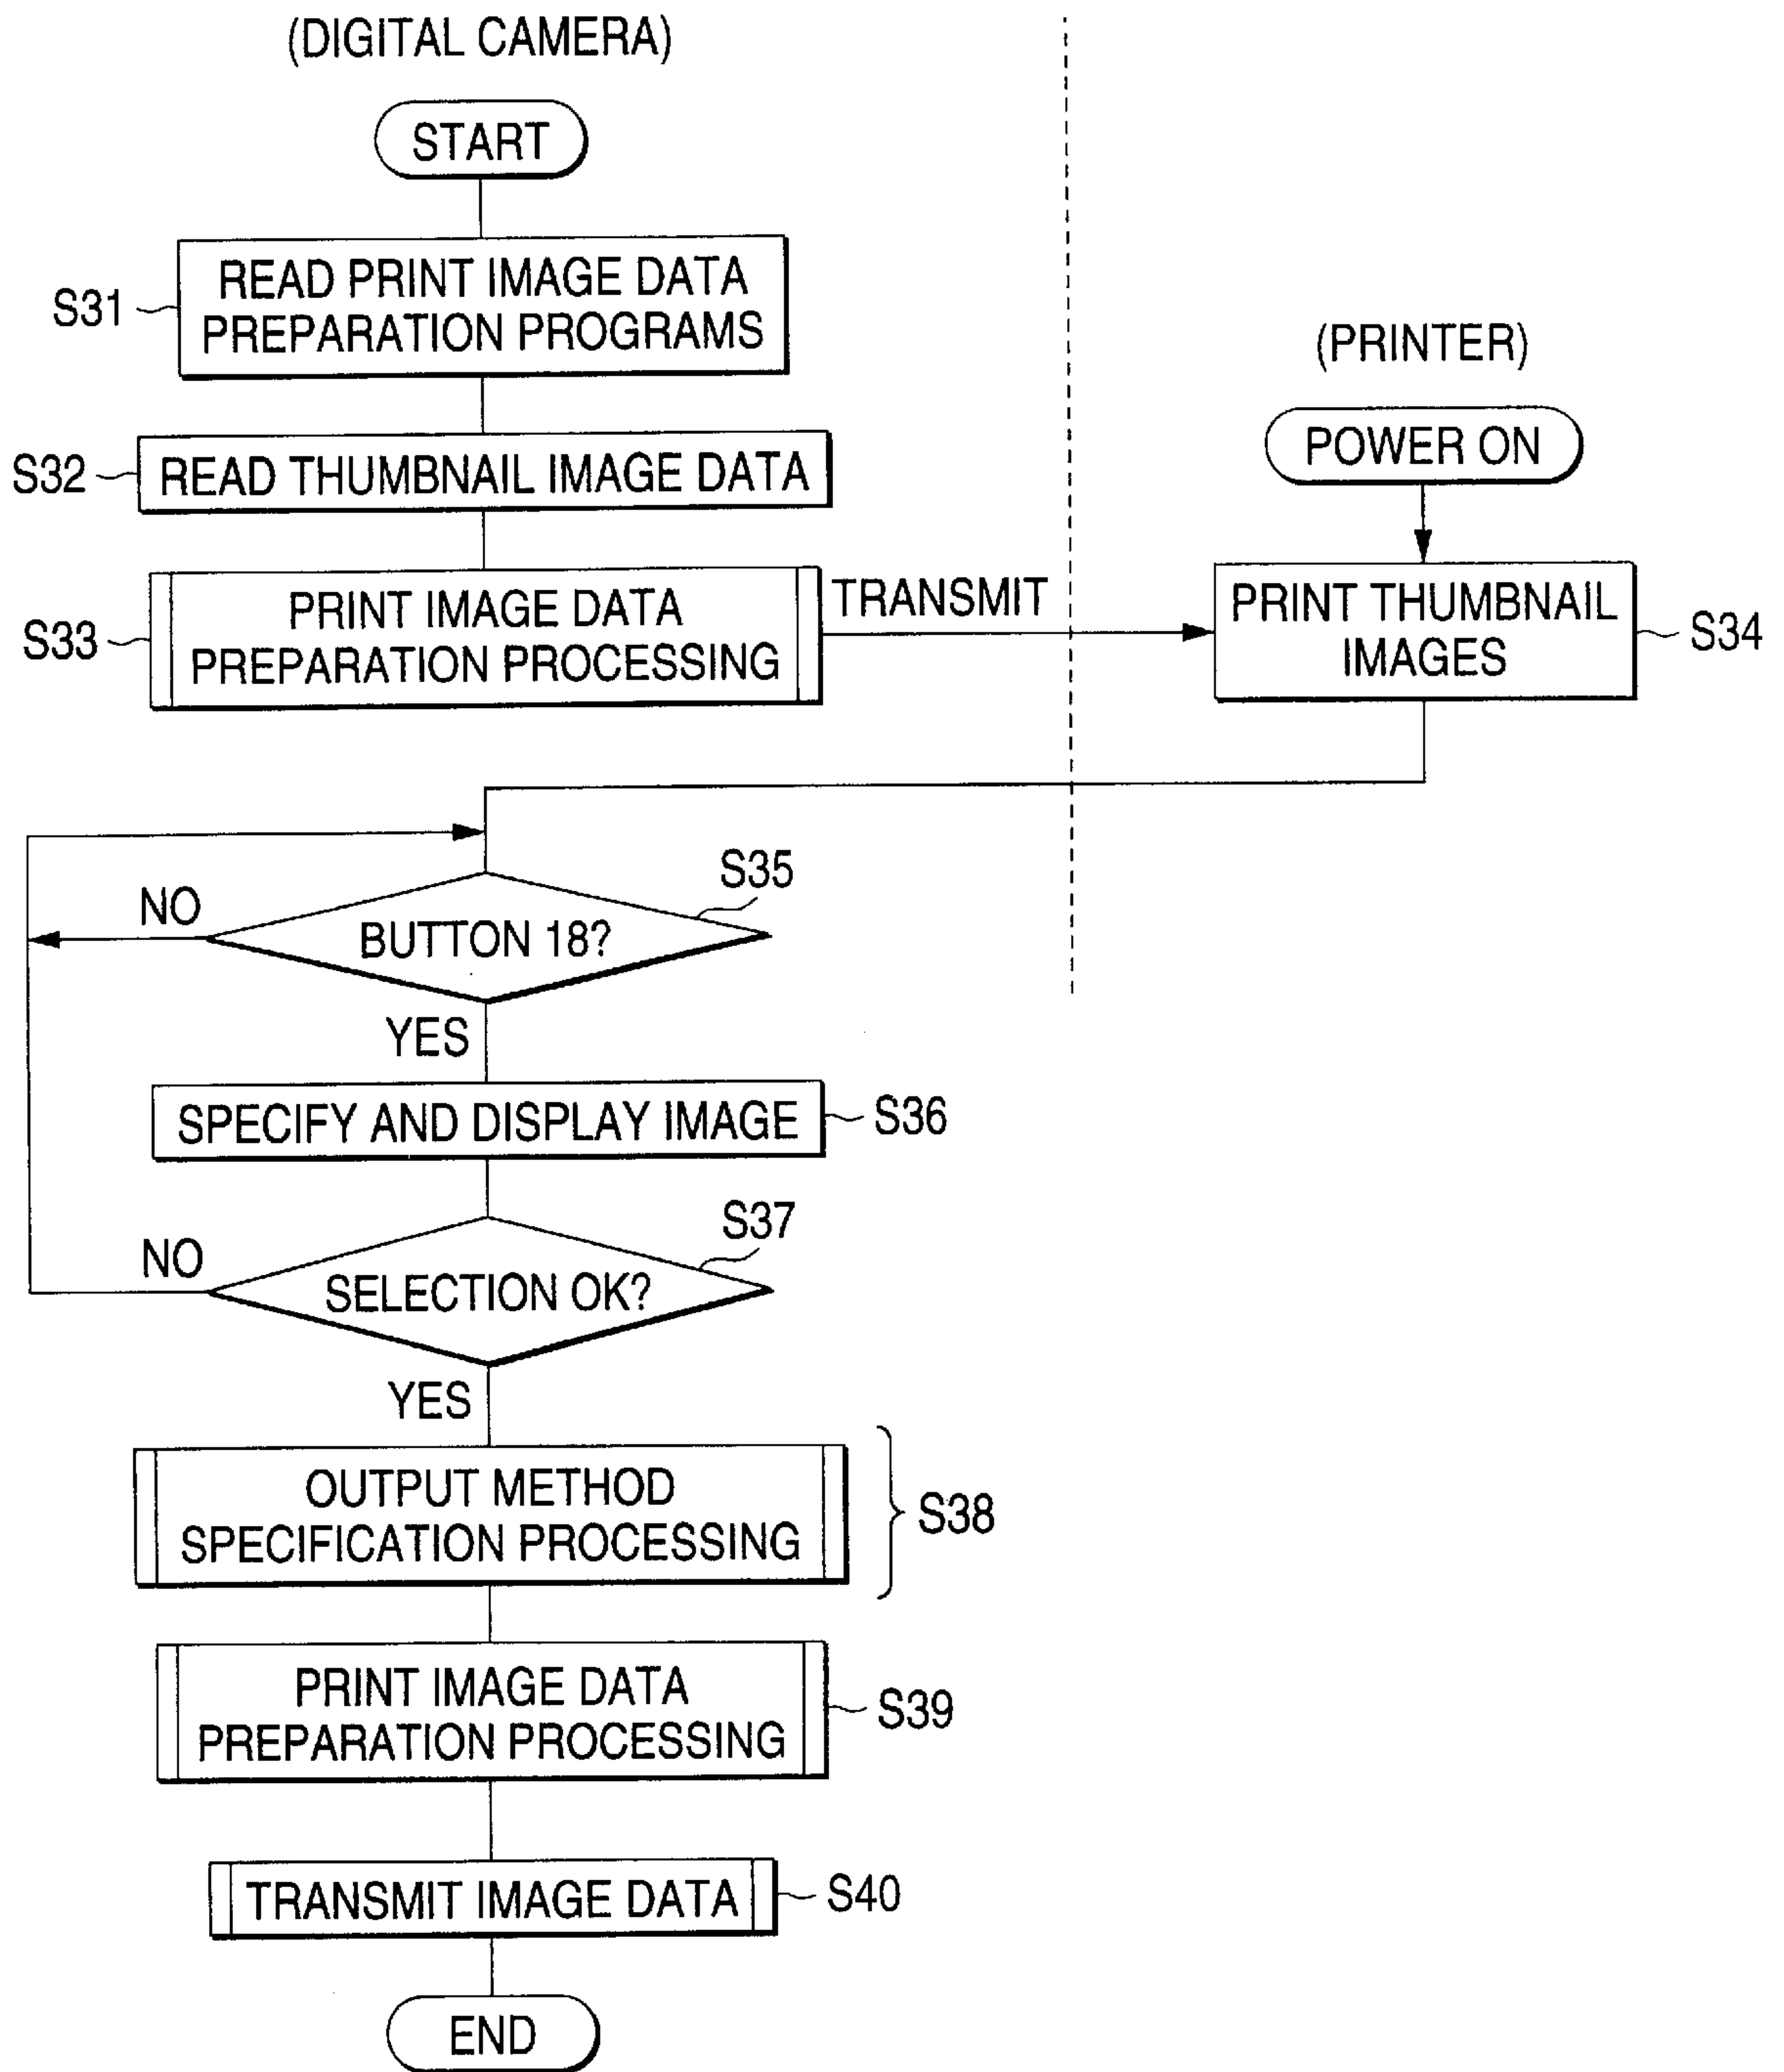 (DIGITAL CAMERA)
START
S31
READ PRINT IMAGE DATA
PREPARATION PROGRAMS
(PRINTER)
POWER ON
S32
READ THUMBNAIL IMAGE DATA
S33
PRINT IMAGE DATA
PREPARATION PROCESSING
TRANSMIT
PRINT THUMBNAIL
IMAGES
S34
S35
NO
BUTTON 18?
YES
SPECIFY AND DISPLAY IMAGE
S36
S37
NO
SELECTION OK?
YES
OUTPUT METHOD
SPECIFICATION PROCESSING
S38
PRINT IMAGE DATA
PREPARATION PROCESSING
S39
TRANSMIT IMAGE DATA
S40
END